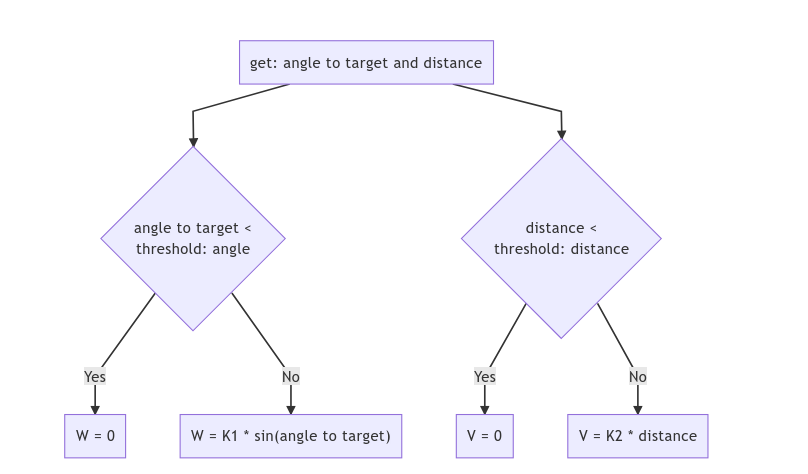 get: angle to target and distance
angle to target <
threshold: angle
distance <
threshold: distance
Yes
No
Yes
No
W = 0
W = K1 * sin(angle to target)
V = 0
V = K2 * distance